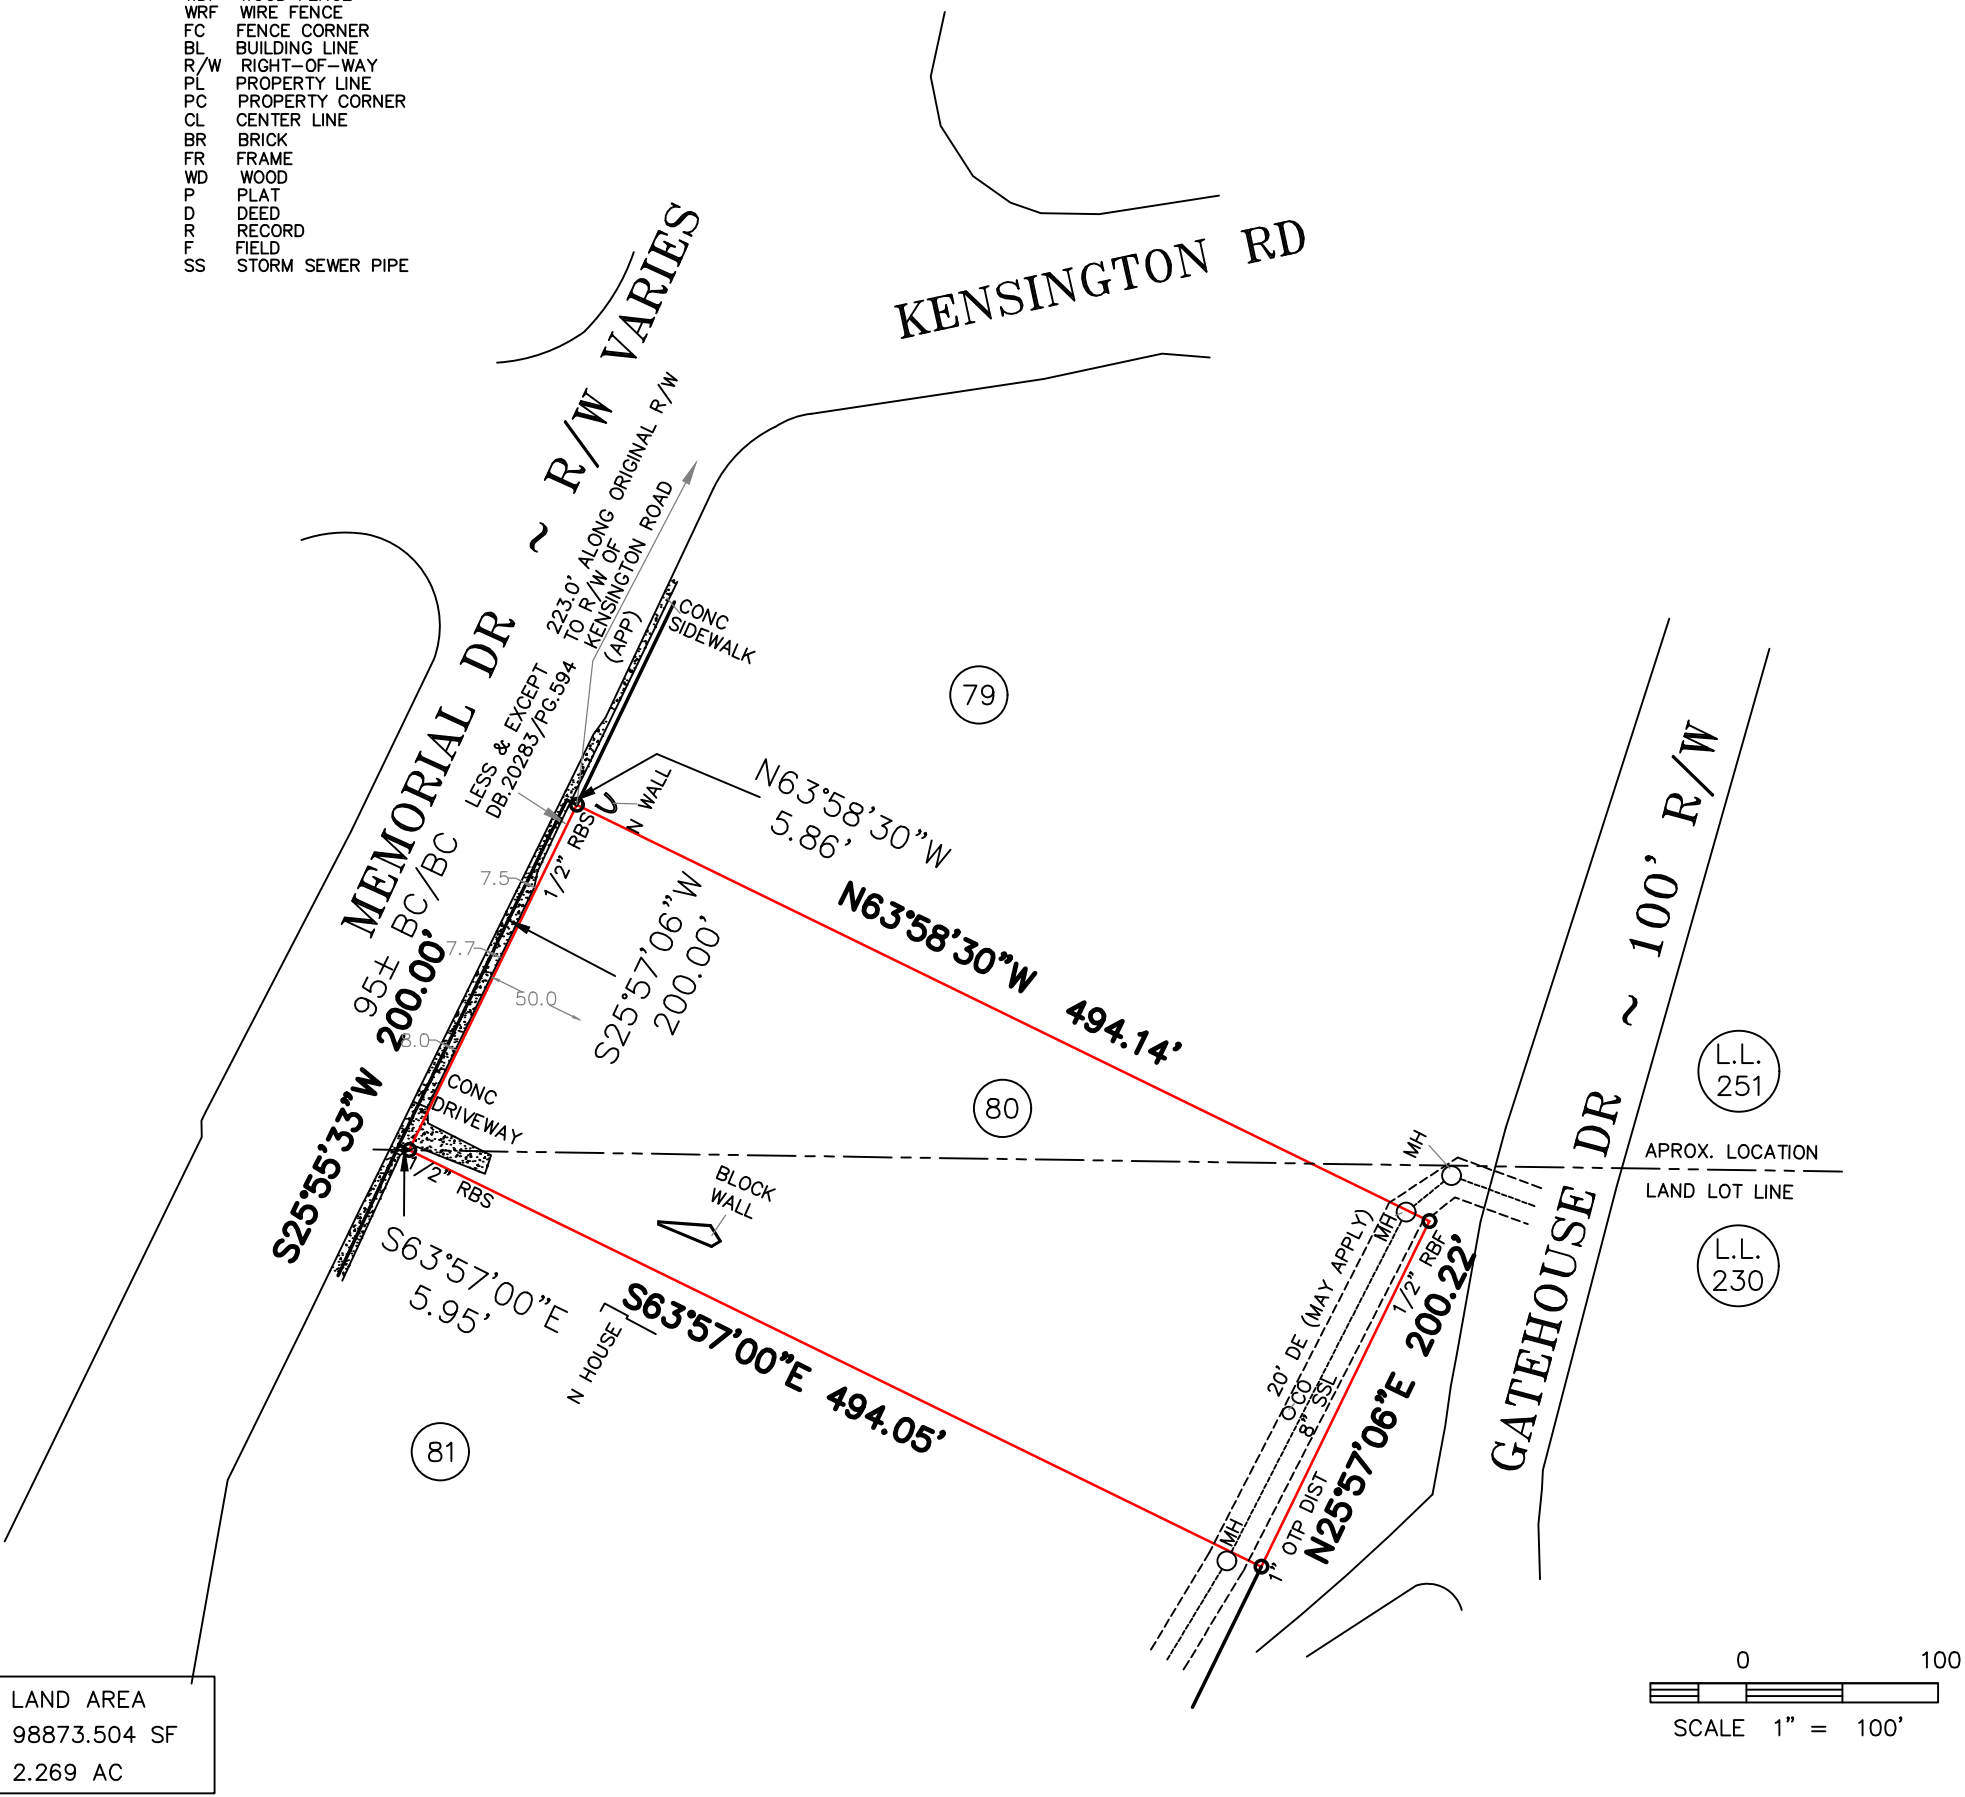 WRF WIRE FENCE
FC FENCE CORNER
BL BUILDING LINE
R/W RIGHT-OF-WAY
PL PROPERTY LINE
PC PROPERTY CORNER
CL CENTER LINE
BR BRICK
FR FRAME
WD WOOD
P PLAT
D DEED
R RECORD
F FIELD
SS STORM SEWER PIPE
KENSINGTON RD
MEMORIAL DR ~ R/W VARIES
95± BC/BC
223.0' ALONG ORIGINAL R/W
TO R/W OF
KENSINGTON ROAD
(APP)
LESS & EXCEPT
DB.20283/PG.594
CONC
SIDEWALK
79
N WALL
N63°58'30"W
5.86'
1/2" RBS
7.5
7.7
50.0
8.0
S25°57'06"W
200.00'
N63°58'30"W 494.14'
S25°55'33"W 200.00'
CONC
DRIVEWAY
1/2" RBS
80
BLOCK
WALL
S63°57'00"E
5.95'
N HOUSE
S63°57'00"E 494.05'
81
MH
MH
20' DE (MAY APPLY)
CO
8" SSL
1/2" RBF
N25°57'06"E 200.22'
MH
1" OTP DIST
GATEHOUSE DR ~ 100' R/W
L.L.
251
APROX. LOCATION
LAND LOT LINE
L.L.
230
LAND AREA
98873.504 SF
2.269 AC
0 100
SCALE 1" = 100'